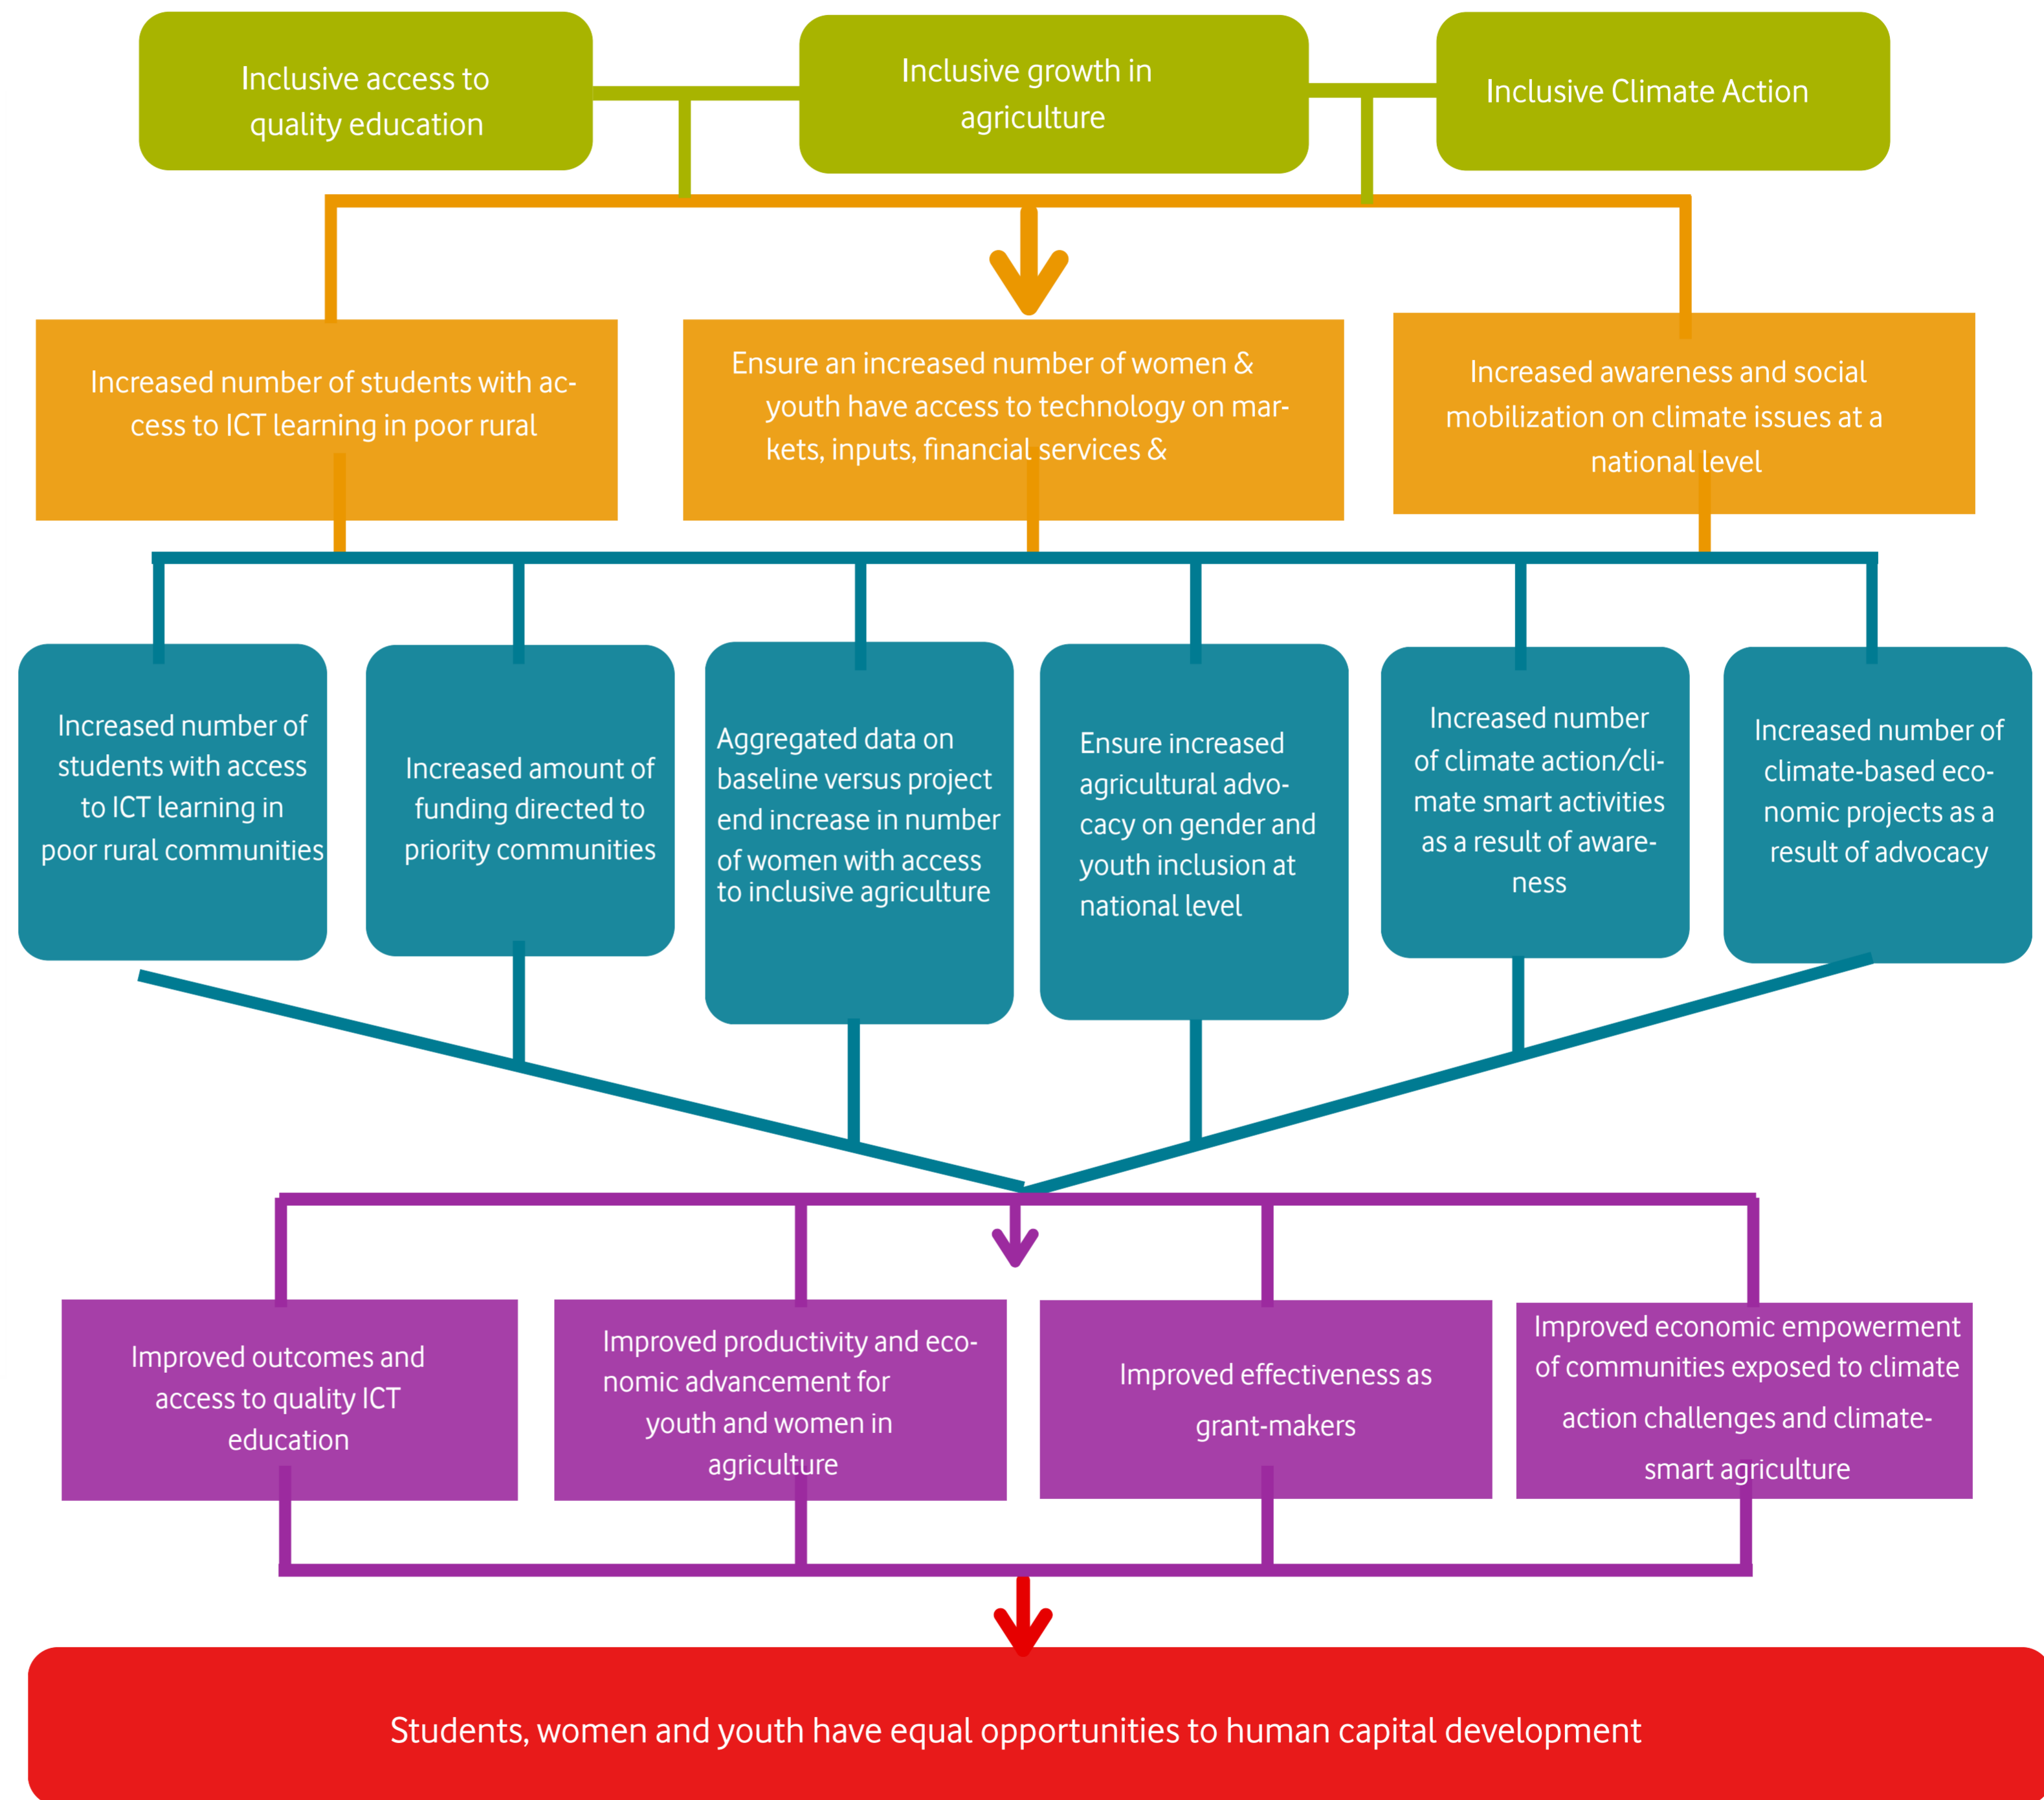 Inclusive access to
quality education
Inclusive growth in
agriculture
Inclusive Climate Action
Increased number of students with ac-
cess to ICT learning in poor rural
Ensure an increased number of women &
youth have access to technology on mar-
kets, inputs, financial services &
Increased awareness and social
mobilization on climate issues at a
national level
Increased number of
students with access
to ICT learning in
poor rural communities
Increased amount of
funding directed to
priority communities
Aggregated data on
baseline versus project
end increase in number
of women with access
to inclusive agriculture
Ensure increased
agricultural advo-
cacy on gender and
youth inclusion at
national level
Increased number
of climate action/cli-
mate smart activities
as a result of aware-
ness
Increased number of
climate-based eco-
nomic projects as a
result of advocacy
Improved outcomes and
access to quality ICT
education
Improved productivity and eco-
nomic advancement for
youth and women in
agriculture
Improved effectiveness as
grant-makers
Improved economic empowerment
of communities exposed to climate
action challenges and climate-
smart agriculture
Students, women and youth have equal opportunities to human capital development